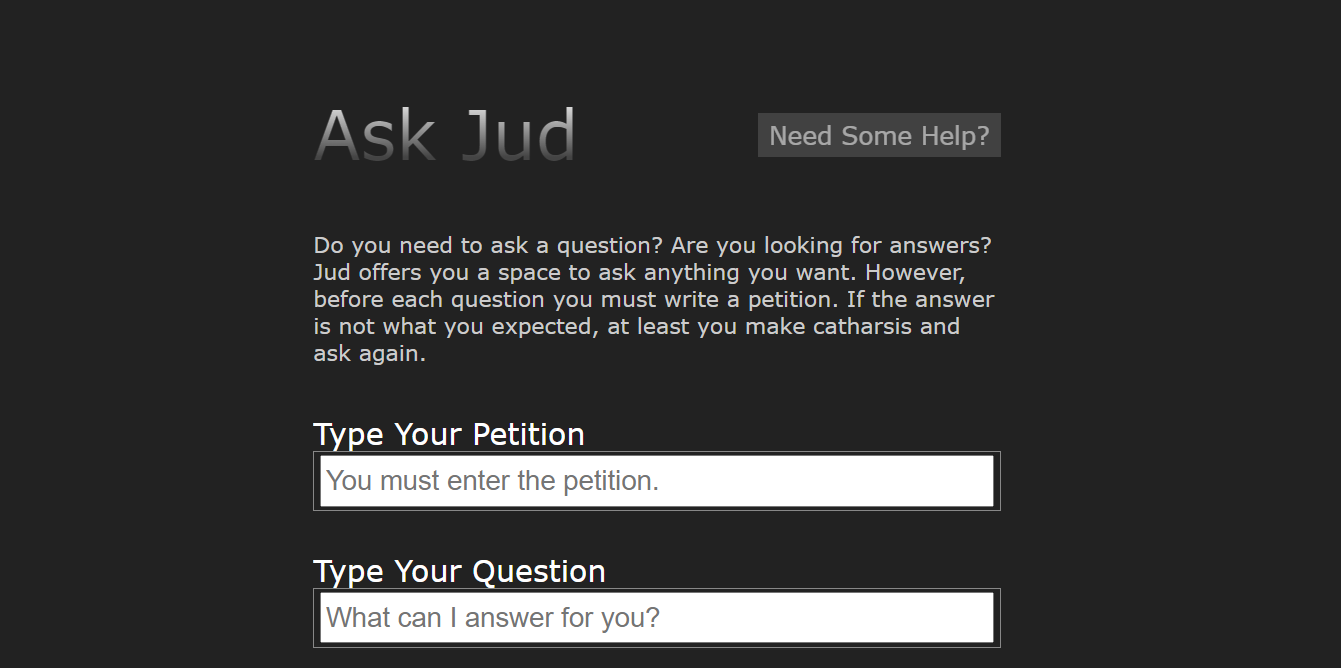 Ask Jud
Need Some Help?
Do you need to ask a question? Are you looking for answers?
Jud offers you a space to ask anything you want. However,
before each question you must write a petition. If the answer
is not what you expected, at least you make catharsis and
ask again.
Type Your Petition
You must enter the petition.
Type Your Question
What can I answer for you?